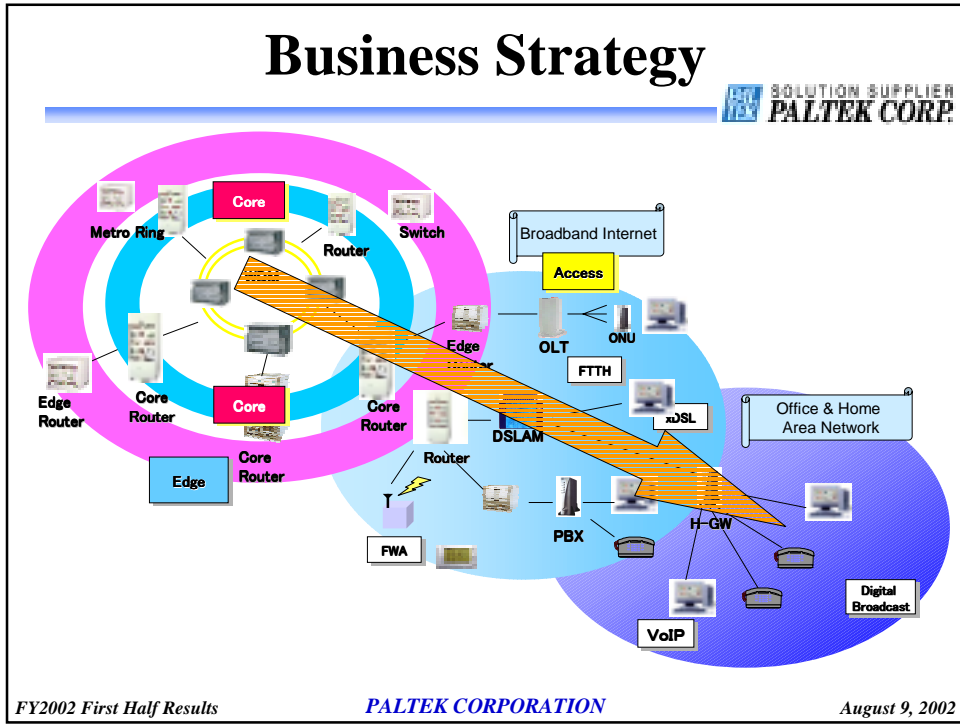 Business Strategy
SOLUTION SUPPLIER
PALTEK CORP.
Core
Metro Ring
Router
Switch
Broadband Internet
Access
Edge
OLT
ONU
FTTH
Edge
Router
Core
Router
Core
Core
Router
Core
Router
Edge
Router
DSLAM
xDSL
Office & Home
Area Network
FWA
PBX
H-GW
VoIP
Digital
Broadcast
FY2002 First Half Results
PALTEK CORPORATION
August 9, 2002